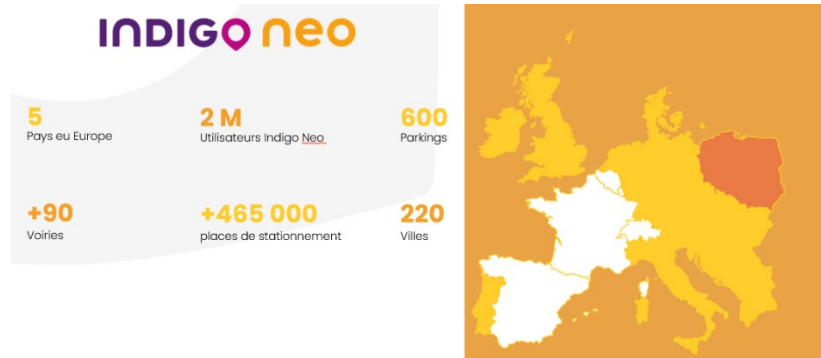 INDIGO neo
5
Pays eu Europe
2 M
Utilisateurs Indigo Neo
600
Parkings
+90
Voiries
+465 000
places de stationnement
220
Villes